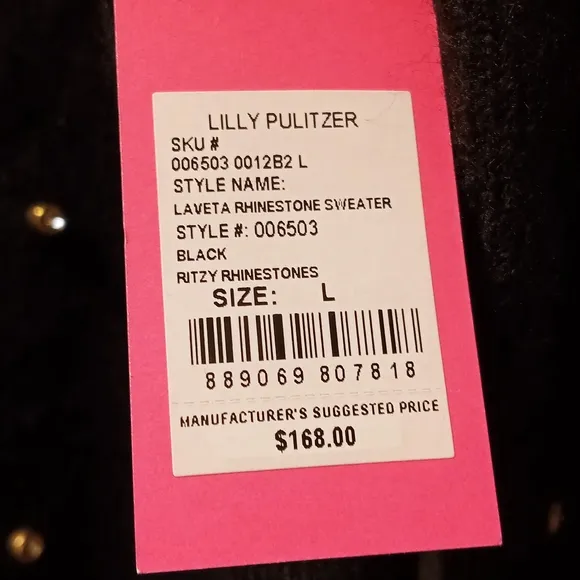 LILLY PULITZER
SKU #
006503 0012B2 L
STYLE NAME:
LAVETA RHINESTONE SWEATER
STYLE #: 006503
BLACK
RITZY RHINESTONES
SIZE: L
889069 807818
MANUFACTURER'S SUGGESTED PRICE
$168.00